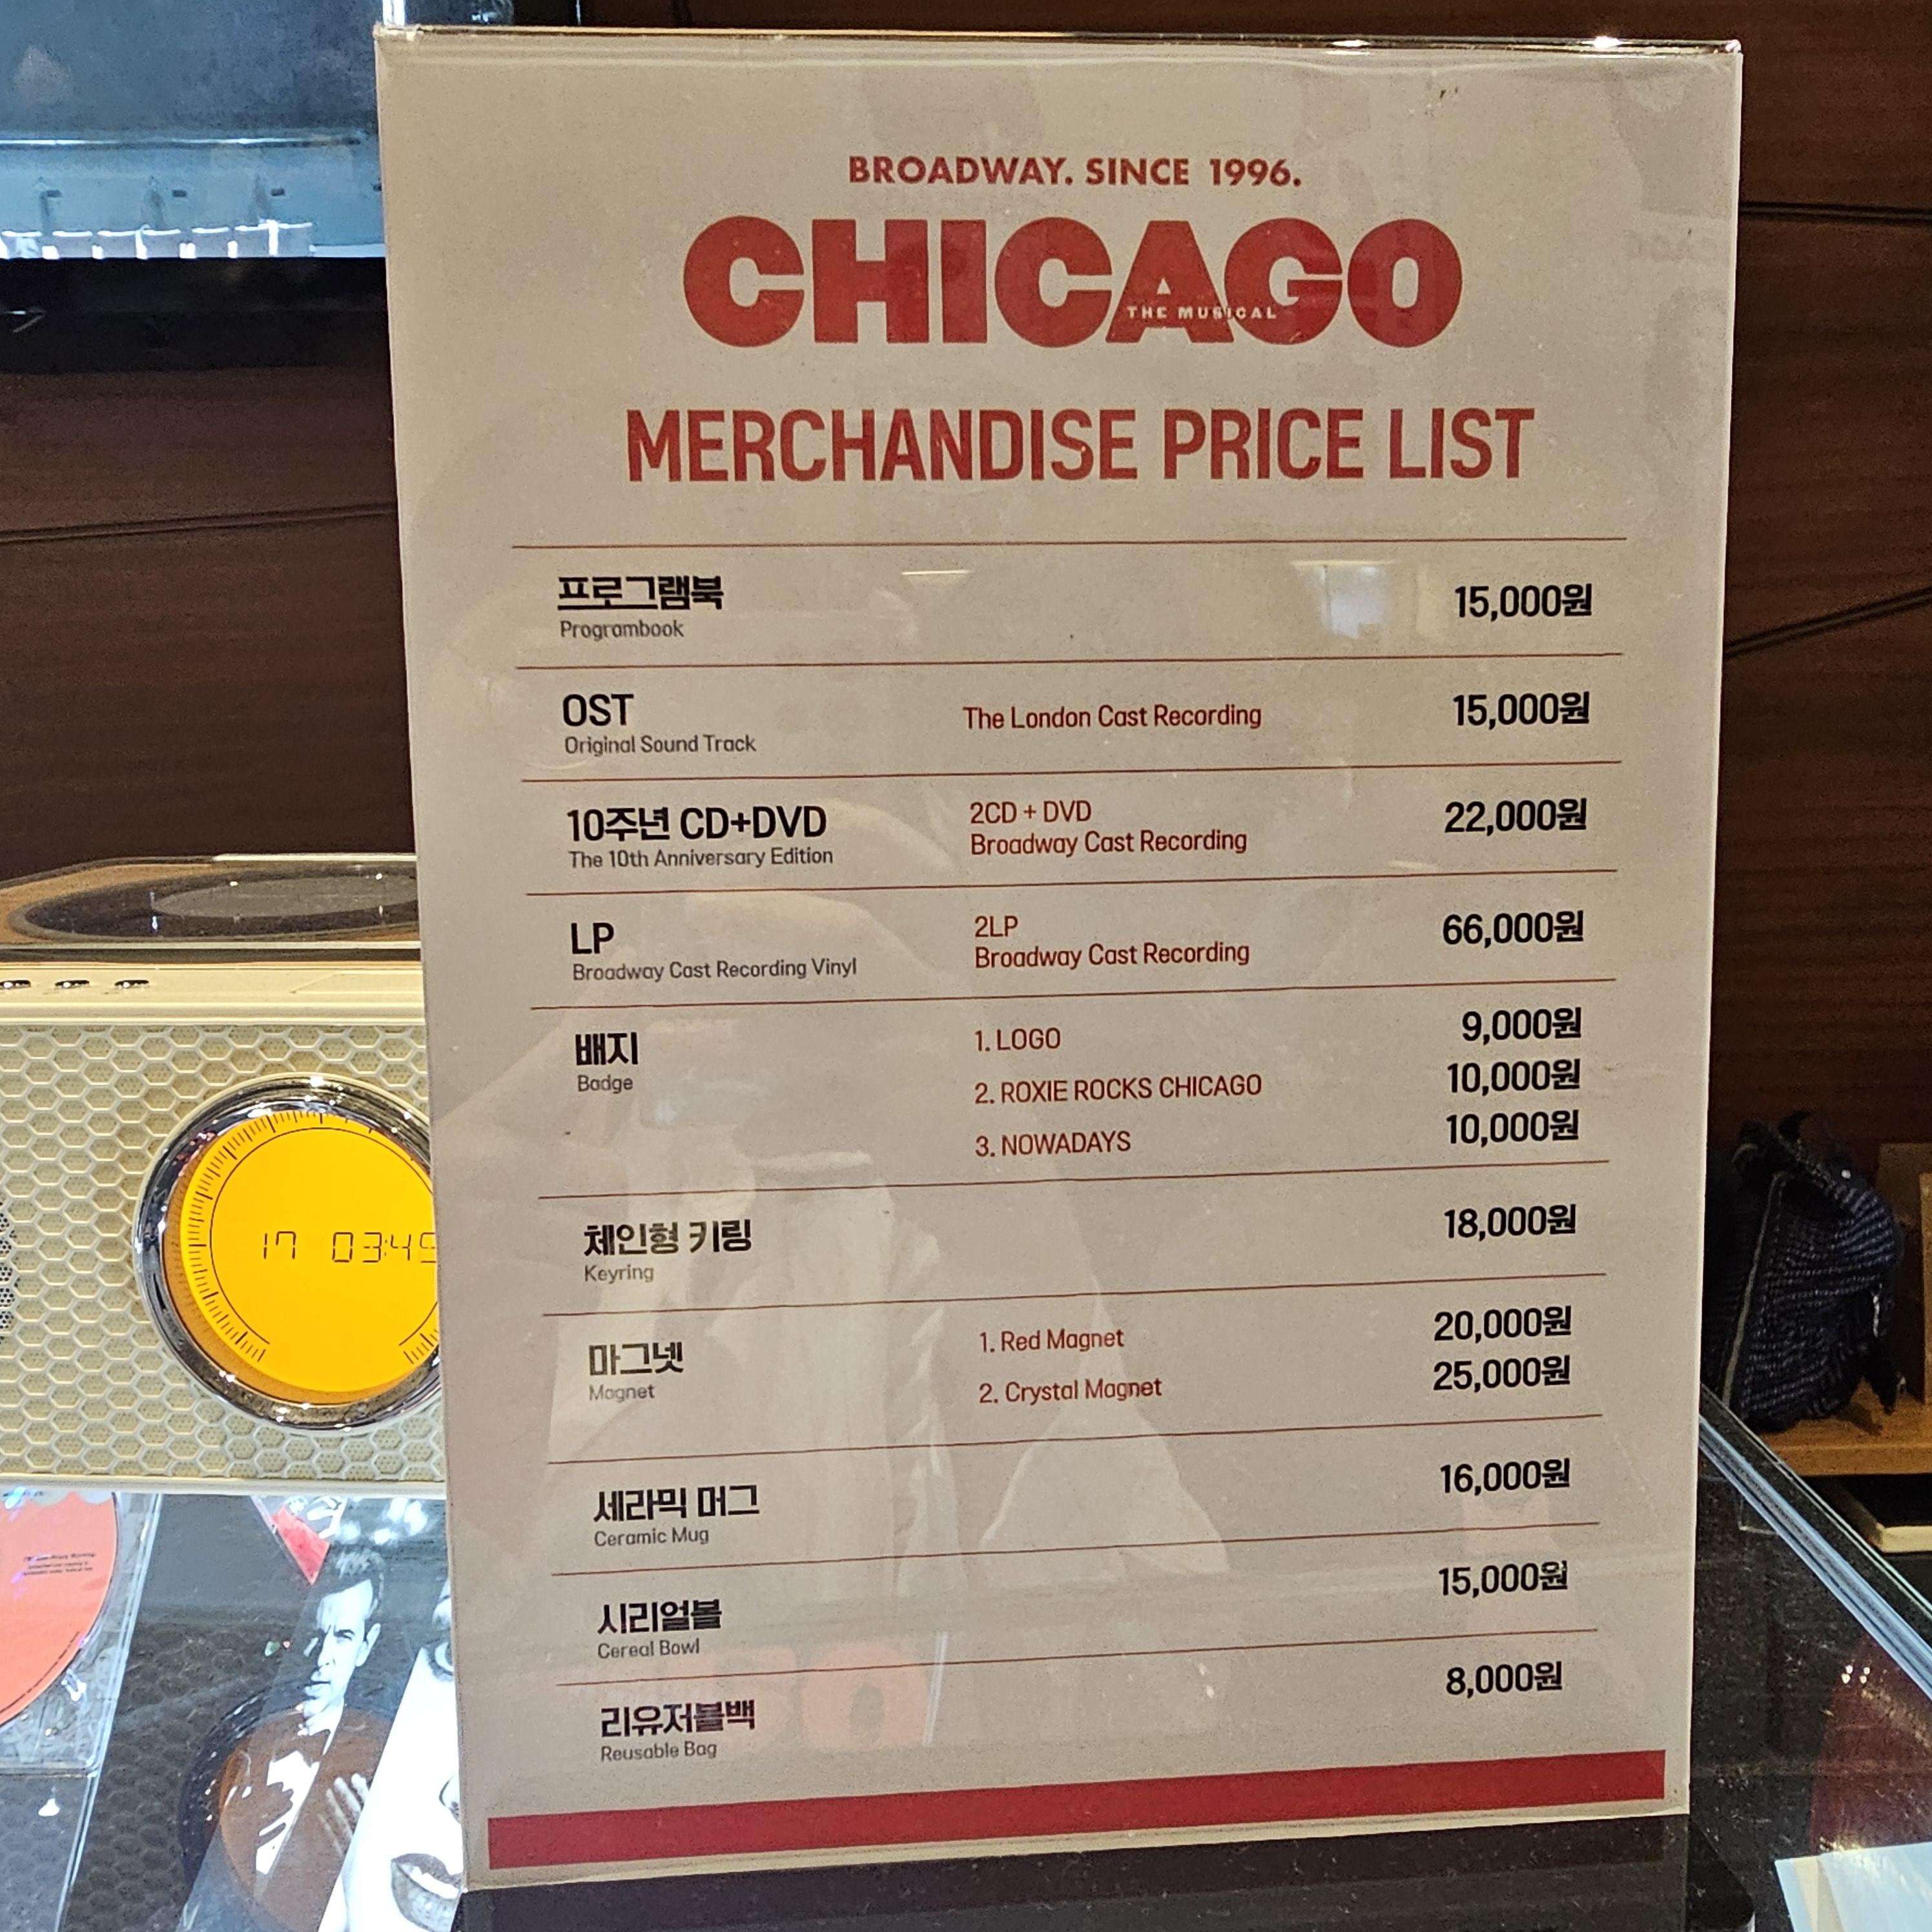 BROADWAY. SINCE 1996.
CHICAGO
THE MUSICAL
MERCHANDISE PRICE LIST
프로그램북
Programbook
15,000원
OST
Original Sound Track
The London Cast Recording
15,000원
10주년 CD+DVD
The 10th Anniversary Edition
2CD + DVD
Broadway Cast Recording
22,000원
LP
Broadway Cast Recording Vinyl
2LP
Broadway Cast Recording
66,000원
배지
Badge
1. LOGO
9,000원
2. ROXIE ROCKS CHICAGO
10,000원
3. NOWADAYS
10,000원
체인형 키링
Keyring
18,000원
마그넷
Magnet
1. Red Magnet
20,000원
2. Crystal Magnet
25,000원
세라믹 머그
Ceramic Mug
16,000원
시리얼볼
Cereal Bowl
15,000원
리유저블백
Reusable Bag
8,000원
17 03:45